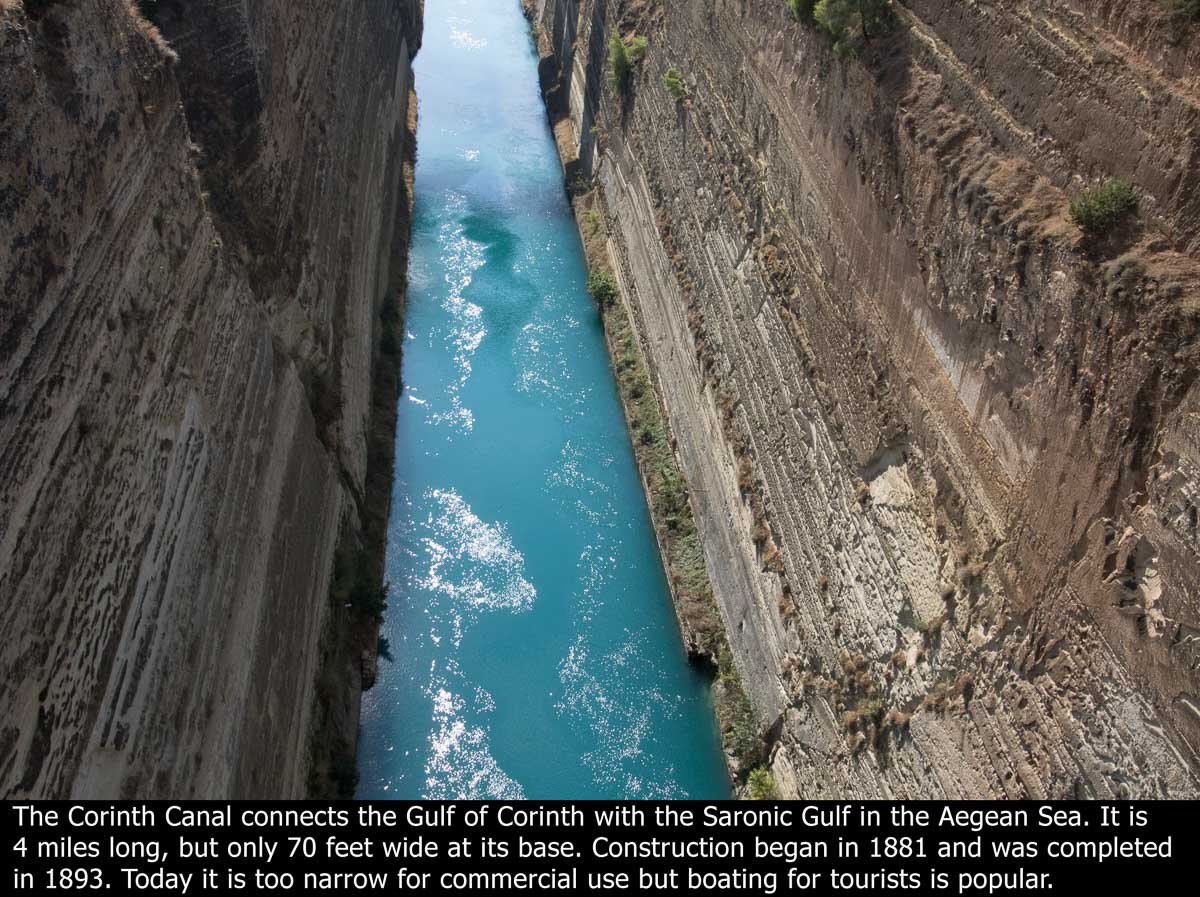 The Corinth Canal connects the Gulf of Corinth with the Saronic Gulf in the Aegean Sea. It is
4 miles long, but only 70 feet wide at its base. Construction began in 1881 and was completed
in 1893. Today it is too narrow for commercial use but boating for tourists is popular.